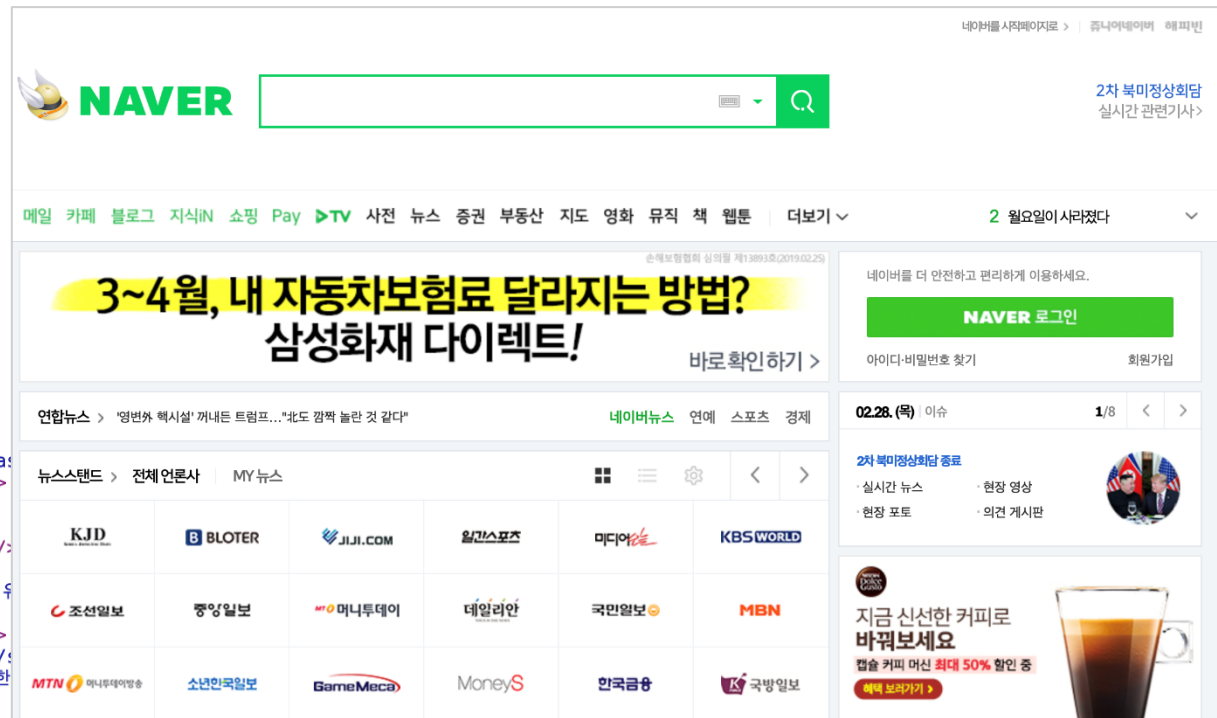 네이버를 시작페이지로 > 쥬니어네이버 해피빈
NAVER
2차 북미정상회담
실시간 관련기사>
메일 카페 블로그 지식iN 쇼핑 Pay TV 사전 뉴스 증권 부동산 지도 영화 뮤직 책 웹툰 더보기
2 월요일이 사라졌다
손해보험협회 심의필 제13893호(2019.02.25)
3~4월, 내 자동차보험료 달라지는 방법?
삼성화재 다이렉트!
바로확인하기 >
네이버를 더 안전하고 편리하게 이용하세요.
NAVER 로그인
아이디·비밀번호 찾기 회원가입
연합뉴스 > '영변外 핵시설' 꺼내든 트럼프…"北도 깜짝 놀란 것 같다"
네이버뉴스 연예 스포츠 경제
02.28. (목) 이슈 1/8 < >
뉴스스탠드 > 전체 언론사 MY 뉴스 < >
2차 북미정상회담 종료
· 실시간 뉴스 · 현장 영상
· 현장 포토 · 의견 게시판
KJD BLOTER JIJI.COM 일간스포츠 미디어오늘 KBS WORLD
조선일보 중앙일보 MT 머니투데이 데일리안 국민일보 MBN
MTN 머니투데이방송 소년한국일보 GameMeca MoneyS 한국금융 국방일보
NESCAFÉ Dolce Gusto
지금 신선한 커피로
바꿔보세요
캡슐 커피 머신 최대 50% 할인 중
혜택 보러가기 >